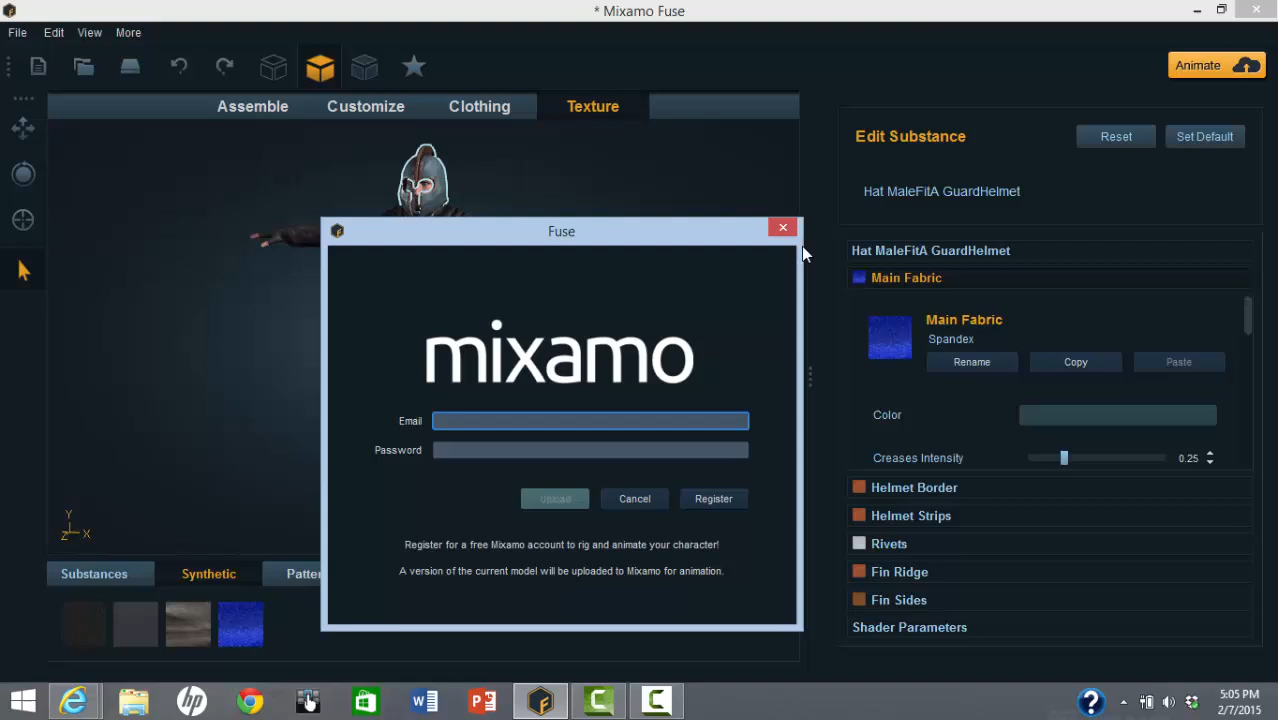 * Mixamo Fuse
File Edit View More
Animate
Assemble Customize Clothing Texture
Edit Substance Reset Set Default
Hat MaleFitA GuardHelmet
Hat MaleFitA GuardHelmet
Main Fabric
Main Fabric
Spandex
Rename Copy Paste
Color
Creases Intensity 0.25
Helmet Border
Helmet Strips
Rivets
Fin Ridge
Fin Sides
Shader Parameters
Fuse
mixamo
Email
Password
Upload Cancel Register
Register for a free Mixamo account to rig and animate your character!
A version of the current model will be uploaded to Mixamo for animation.
Y
Z X
Substances Synthetic Patter
5:05 PM
2/7/2015